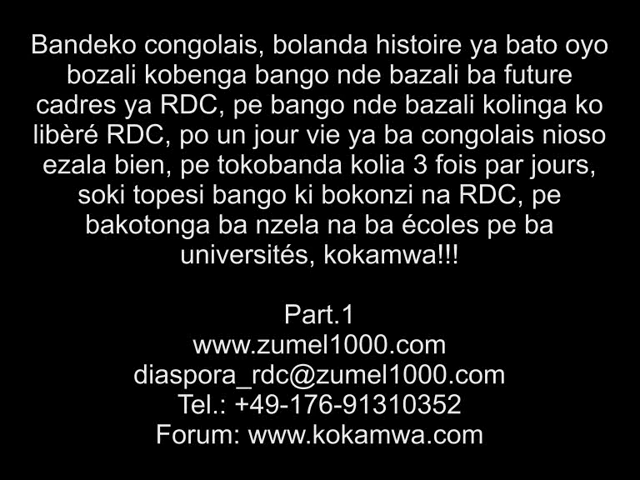 Bandeko congolais, bolanda histoire ya bato oyo
bozali kobenga bango nde bazali ba future
cadres ya RDC, pe bango nde bazali kolinga ko
libèré RDC, po un jour vie ya ba congolais nioso
ezala bien, pe tokobanda kolia 3 fois par jours,
soki topesi bango ki bokonzi na RDC, pe
bakotonga ba nzela na ba écoles pe ba
universités, kokamwa!!!
Part.1
www.zumel1000.com
diaspora_rdc@zumel1000.com
Tel.: +49-176-91310352
Forum: www.kokamwa.com